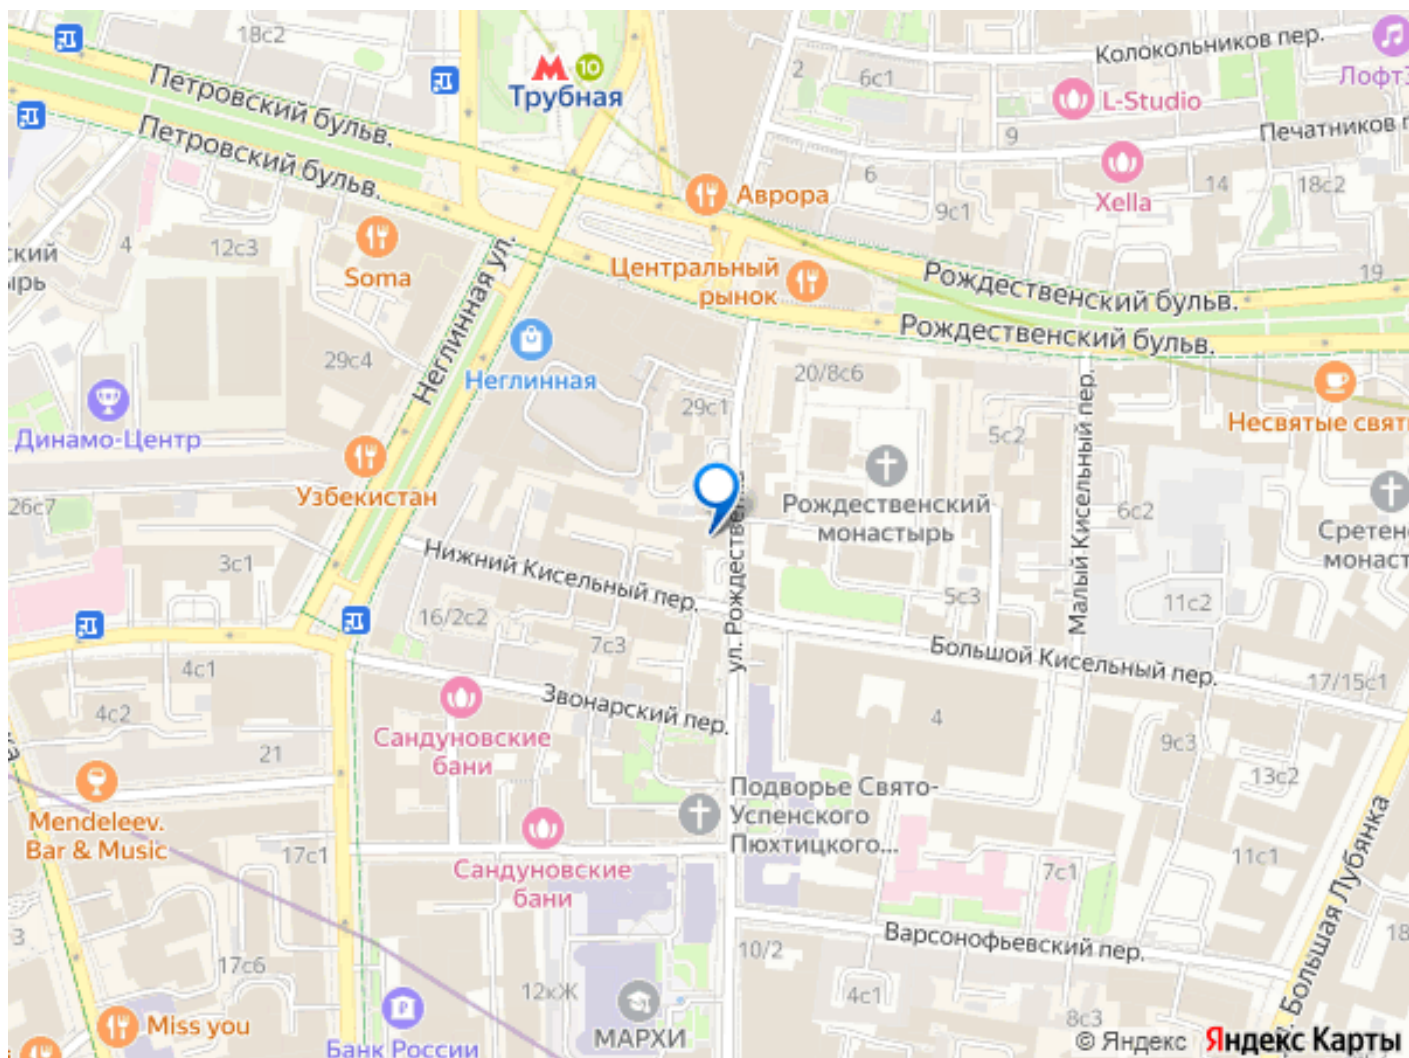 18с2
Колокольников пер.
10
Трубная
2
6с1
L-Studio
Петровский бульв.
9
Печатников п
Петровский бульв.
6
14
18с2
Аврора
9с1
Xella
ский
ырь
4
12с3
Soma
Неглинная ул.
Центральный
рынок
Рождественский бульв.
19
Рождественский бульв.
29с4
Неглинная
20/8с6
29с1
Малый Кисельный пер.
Несвятые свят
Динамо-Центр
5с2
Узбекистан
26с7
Рождественский
монастырь
6с2
Сретен
монаст
Нижний Кисельный пер.
3с1
ул. Рождественка
16/2с2
5с3
11с2
7с3
Большой Кисельный пер.
17/15с1
4с1
Звонарский пер.
4с2
Сандуновские
бани
4
9с3
21
13с2
Mendeleev.
Bar & Music
Подворье Свято-
Успенского
Пюхтицкого...
17с1
Сандуновские
бани
7с1
11с1
Большая Лубянка
3
10/2
Варсонофьевский пер.
18
17с6
12кЖ
4с1
Miss you
МАРХИ
8с3
Банк России
© Яндекс Яндекс Карты